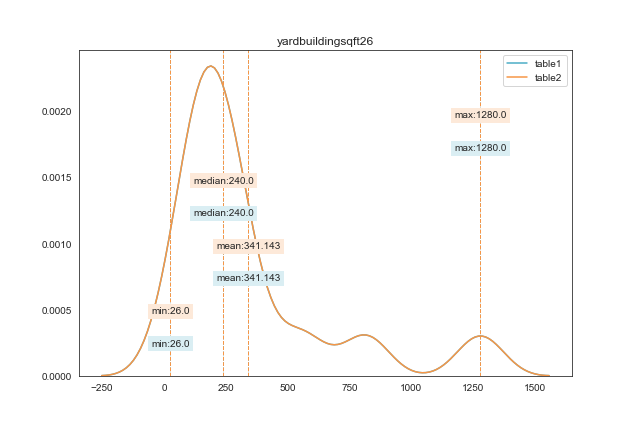 yardbuildingsqft26
table1
table2
0.0020
0.0015
0.0010
0.0005
0.0000
max:1280.0
max:1280.0
median:240.0
median:240.0
mean:341.143
mean:341.143
min:26.0
min:26.0
−250
0
250
500
750
1000
1250
1500